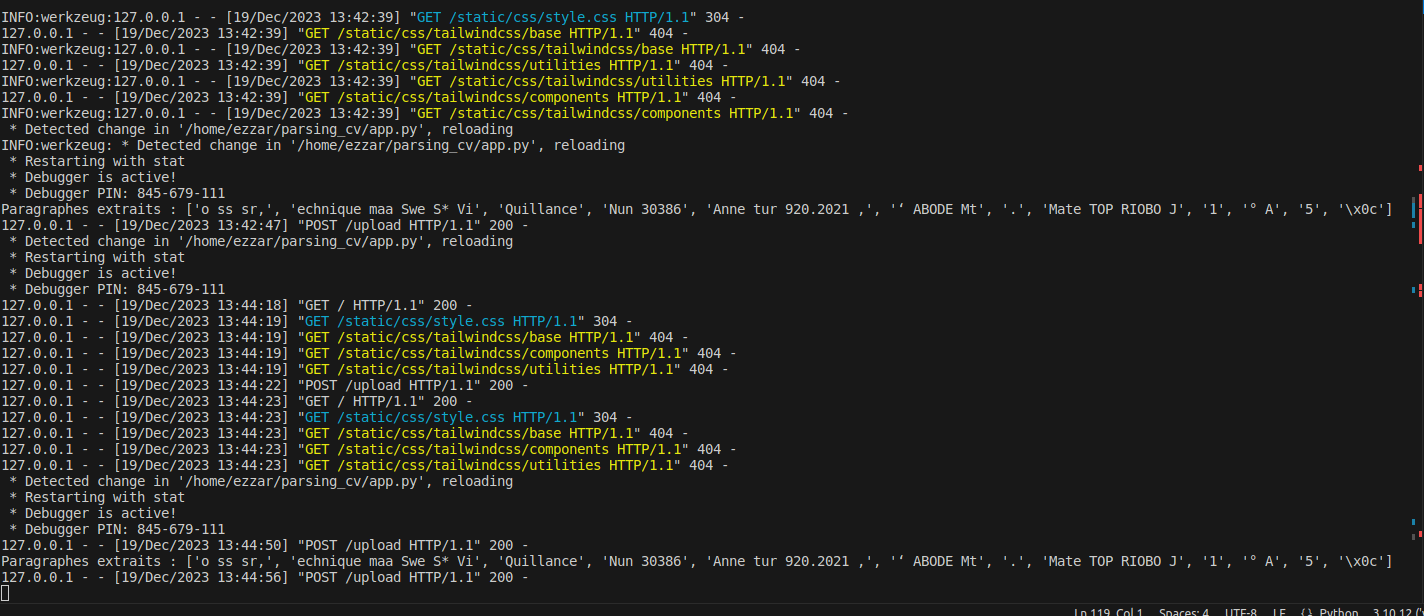 INFO:werkzeug:127.0.0.1 - - [19/Dec/2023 13:42:39] "GET /static/css/style.css HTTP/1.1" 304 -
127.0.0.1 - - [19/Dec/2023 13:42:39] "GET /static/css/tailwindcss/base HTTP/1.1" 404 -
INFO:werkzeug:127.0.0.1 - - [19/Dec/2023 13:42:39] "GET /static/css/tailwindcss/base HTTP/1.1" 404 -
127.0.0.1 - - [19/Dec/2023 13:42:39] "GET /static/css/tailwindcss/utilities HTTP/1.1" 404 -
INFO:werkzeug:127.0.0.1 - - [19/Dec/2023 13:42:39] "GET /static/css/tailwindcss/utilities HTTP/1.1" 404 -
127.0.0.1 - - [19/Dec/2023 13:42:39] "GET /static/css/tailwindcss/components HTTP/1.1" 404 -
INFO:werkzeug:127.0.0.1 - - [19/Dec/2023 13:42:39] "GET /static/css/tailwindcss/components HTTP/1.1" 404 -
 * Detected change in '/home/ezzar/parsing_cv/app.py', reloading
INFO:werkzeug: * Detected change in '/home/ezzar/parsing_cv/app.py', reloading
 * Restarting with stat
 * Debugger is active!
 * Debugger PIN: 845-679-111
Paragraphes extraits : ['o ss sr,', 'echnique maa Swe S* Vi', 'Quillance', 'Nun 30386', 'Anne tur 920.2021 ,', '‘ ABODE Mt', '.', 'Mate TOP RIOBO J', '1', '° A', '5', '\x0c']
127.0.0.1 - - [19/Dec/2023 13:42:47] "POST /upload HTTP/1.1" 200 -
 * Detected change in '/home/ezzar/parsing_cv/app.py', reloading
 * Restarting with stat
 * Debugger is active!
 * Debugger PIN: 845-679-111
127.0.0.1 - - [19/Dec/2023 13:44:18] "GET / HTTP/1.1" 200 -
127.0.0.1 - - [19/Dec/2023 13:44:19] "GET /static/css/style.css HTTP/1.1" 304 -
127.0.0.1 - - [19/Dec/2023 13:44:19] "GET /static/css/tailwindcss/base HTTP/1.1" 404 -
127.0.0.1 - - [19/Dec/2023 13:44:19] "GET /static/css/tailwindcss/components HTTP/1.1" 404 -
127.0.0.1 - - [19/Dec/2023 13:44:19] "GET /static/css/tailwindcss/utilities HTTP/1.1" 404 -
127.0.0.1 - - [19/Dec/2023 13:44:22] "POST /upload HTTP/1.1" 200 -
127.0.0.1 - - [19/Dec/2023 13:44:23] "GET / HTTP/1.1" 200 -
127.0.0.1 - - [19/Dec/2023 13:44:23] "GET /static/css/style.css HTTP/1.1" 304 -
127.0.0.1 - - [19/Dec/2023 13:44:23] "GET /static/css/tailwindcss/base HTTP/1.1" 404 -
127.0.0.1 - - [19/Dec/2023 13:44:23] "GET /static/css/tailwindcss/components HTTP/1.1" 404 -
127.0.0.1 - - [19/Dec/2023 13:44:23] "GET /static/css/tailwindcss/utilities HTTP/1.1" 404 -
 * Detected change in '/home/ezzar/parsing_cv/app.py', reloading
 * Restarting with stat
 * Debugger is active!
 * Debugger PIN: 845-679-111
127.0.0.1 - - [19/Dec/2023 13:44:50] "POST /upload HTTP/1.1" 200 -
Paragraphes extraits : ['o ss sr,', 'echnique maa Swe S* Vi', 'Quillance', 'Nun 30386', 'Anne tur 920.2021 ,', '‘ ABODE Mt', '.', 'Mate TOP RIOBO J', '1', '° A', '5', '\x0c']
127.0.0.1 - - [19/Dec/2023 13:44:56] "POST /upload HTTP/1.1" 200 -
Ln 119, Col 1 Spaces: 4 UTF-8 LF {} Python 3.10.12 ('